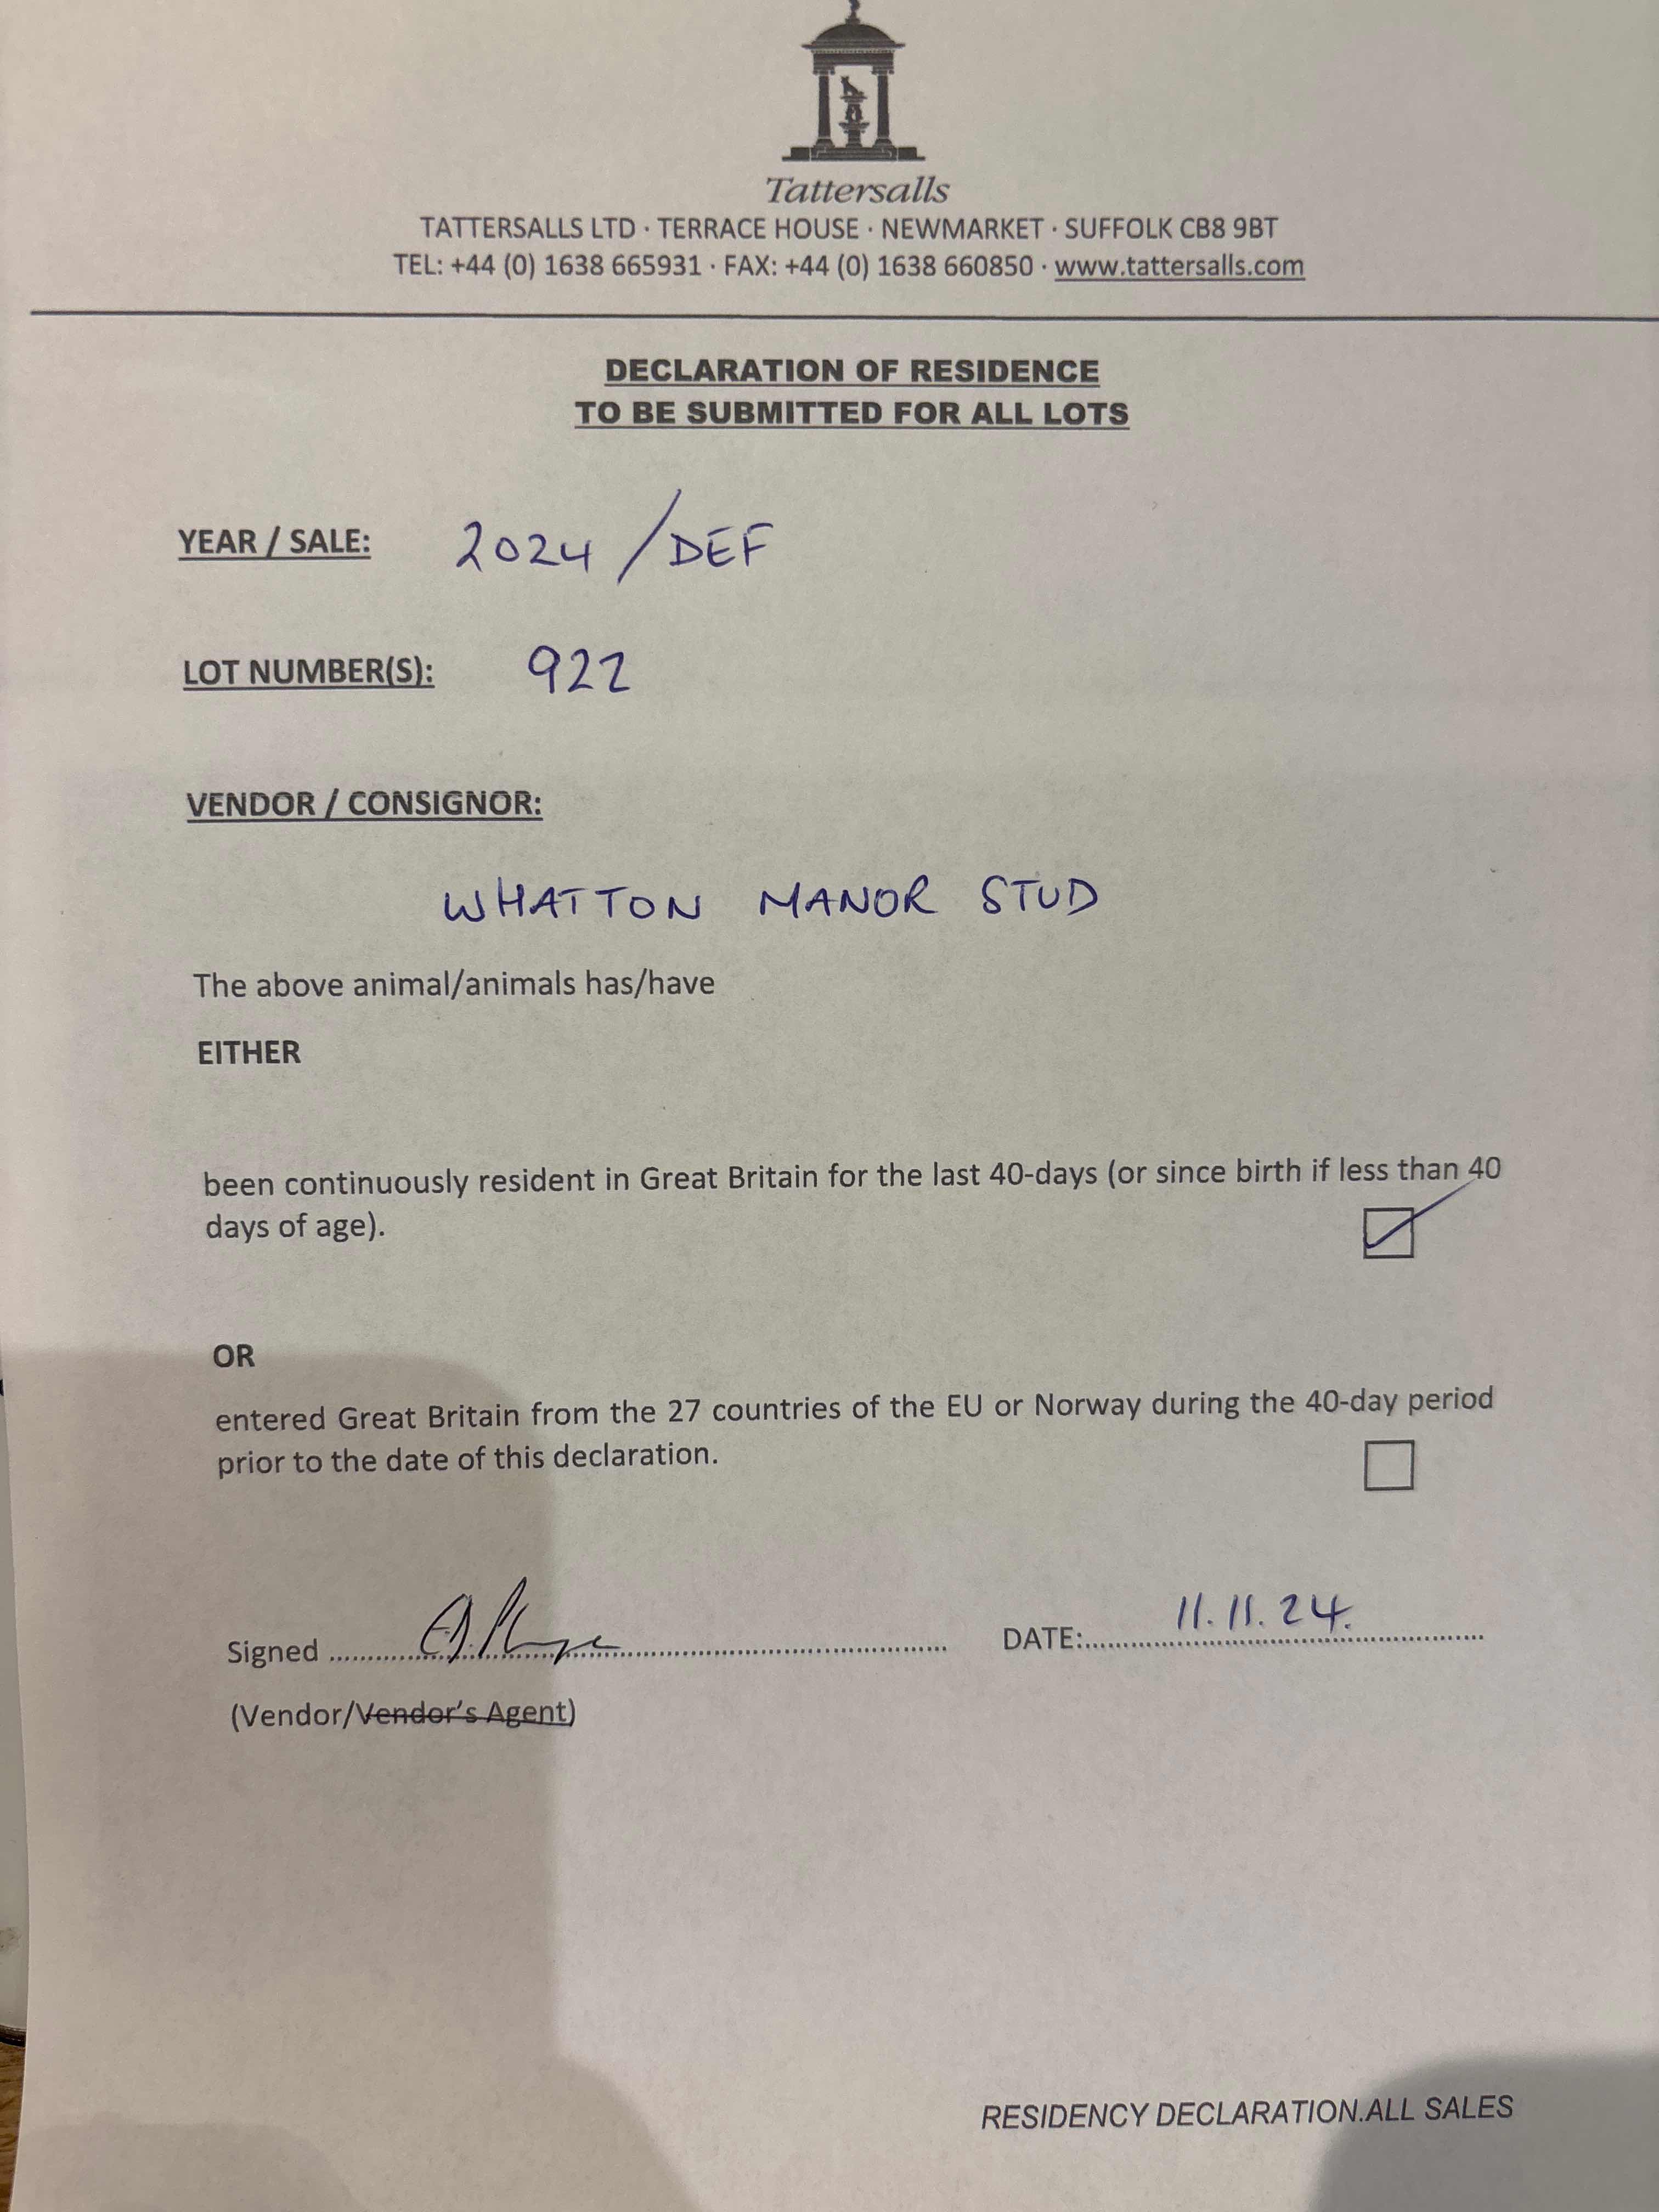 Tattersalls
TATTERSALLS LTD · TERRACE HOUSE · NEWMARKET · SUFFOLK CB8 9BT
TEL: +44 (0) 1638 665931 · FAX: +44 (0) 1638 660850 · www.tattersalls.com
DECLARATION OF RESIDENCE
TO BE SUBMITTED FOR ALL LOTS
YEAR / SALE: 2024 / DEF
LOT NUMBER(S): 922
VENDOR / CONSIGNOR:
WHATTON MANOR STUD
The above animal/animals has/have
EITHER
been continuously resident in Great Britain for the last 40-days (or since birth if less than 40
days of age).
OR
entered Great Britain from the 27 countries of the EU or Norway during the 40-day period
prior to the date of this declaration.
Signed ........................ DATE:........................ 11.11.24.
(Vendor/Vendor's Agent)
RESIDENCY DECLARATION.ALL SALES